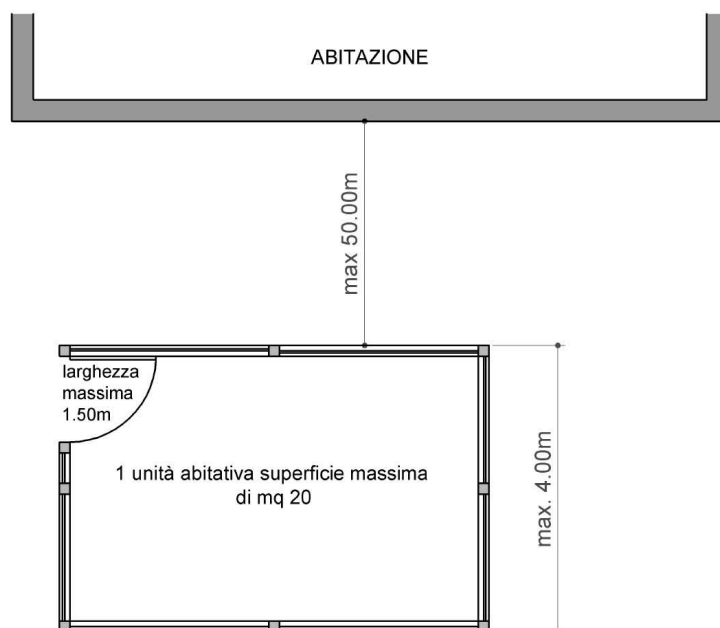 ABITAZIONE
max 50.00m
larghezza
massima
1.50m
1 unità abitativa superficie massima
di mq 20
max. 4.00m